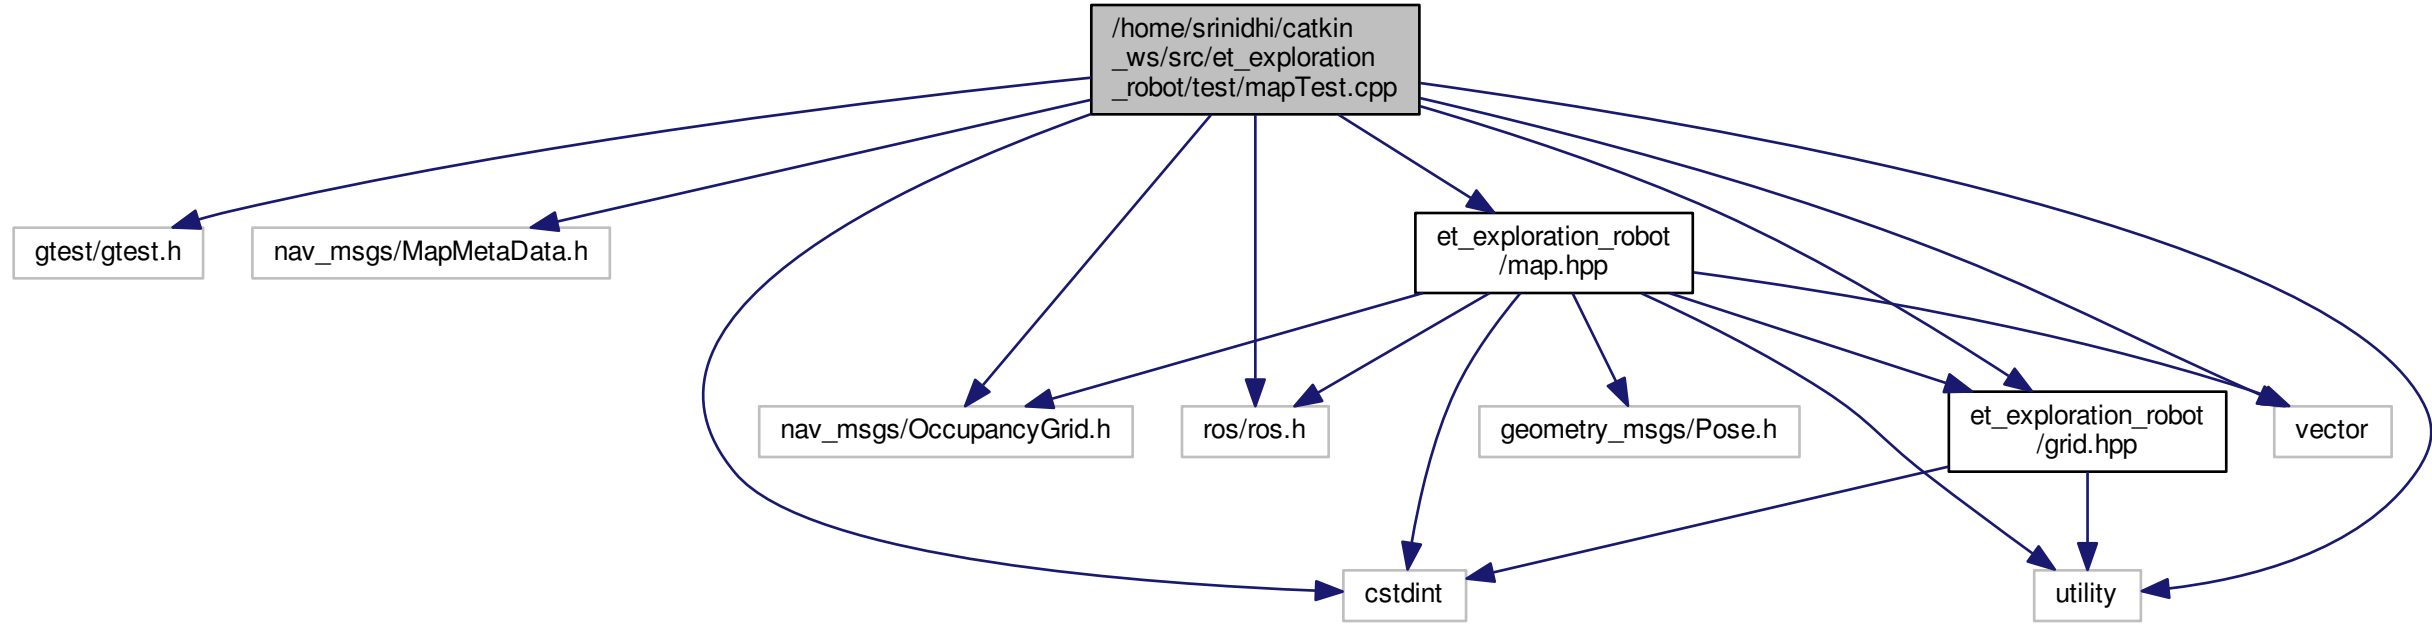 /home/srinidhi/catkin
_ws/src/et_exploration
_robot/test/mapTest.cpp
gtest/gtest.h
nav_msgs/MapMetaData.h
et_exploration_robot
/map.hpp
nav_msgs/OccupancyGrid.h
ros/ros.h
geometry_msgs/Pose.h
et_exploration_robot
/grid.hpp
vector
cstdint
utility